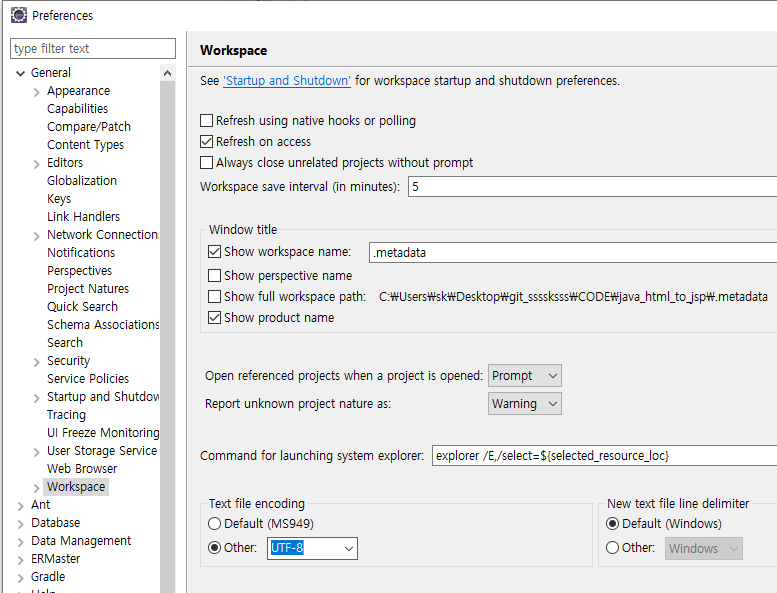 Preferences
type filter text
General
Appearance
Capabilities
Compare/Patch
Content Types
Editors
Globalization
Keys
Link Handlers
Network Connection
Notifications
Perspectives
Project Natures
Quick Search
Schema Associations
Search
Security
Service Policies
Startup and Shutdow
Tracing
UI Freeze Monitoring
User Storage Service
Web Browser
Workspace
Ant
Database
Data Management
ERMaster
Gradle
Help
Workspace
See 'Startup and Shutdown' for workspace startup and shutdown preferences.
Refresh using native hooks or polling
Refresh on access
Always close unrelated projects without prompt
Workspace save interval (in minutes): 5
Window title
Show workspace name: .metadata
Show perspective name
Show full workspace path: C:₩Users₩sk₩Desktop₩git_ssssksss₩CODE₩java_html_to_jsp₩.metadata
Show product name
Open referenced projects when a project is opened: Prompt
Report unknown project nature as: Warning
Command for launching system explorer: explorer /E,/select=${selected_resource_loc}
Text file encoding
Default (MS949)
Other: UTF-8
New text file line delimiter
Default (Windows)
Other: Windows